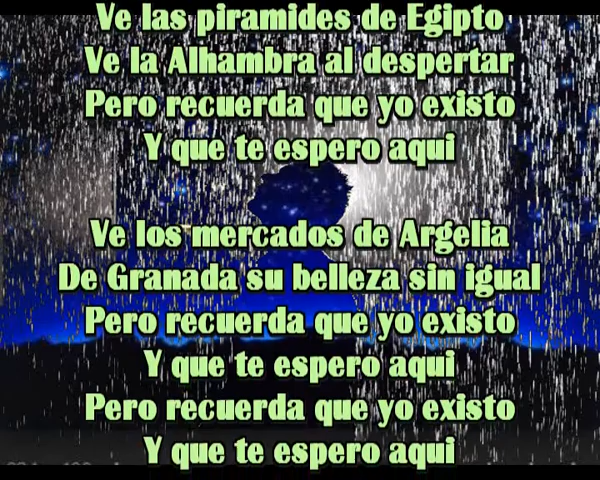 Ve las piramides de Egipto
Ve la Alhambra al despertar
Pero recuerda que yo existo
Y que te espero aqui
Ve los mercados de Argelia
De Granada su belleza sin igual
Pero recuerda que yo existo
Y que te espero aqui
Pero recuerda que yo existo
Y que te espero aqui